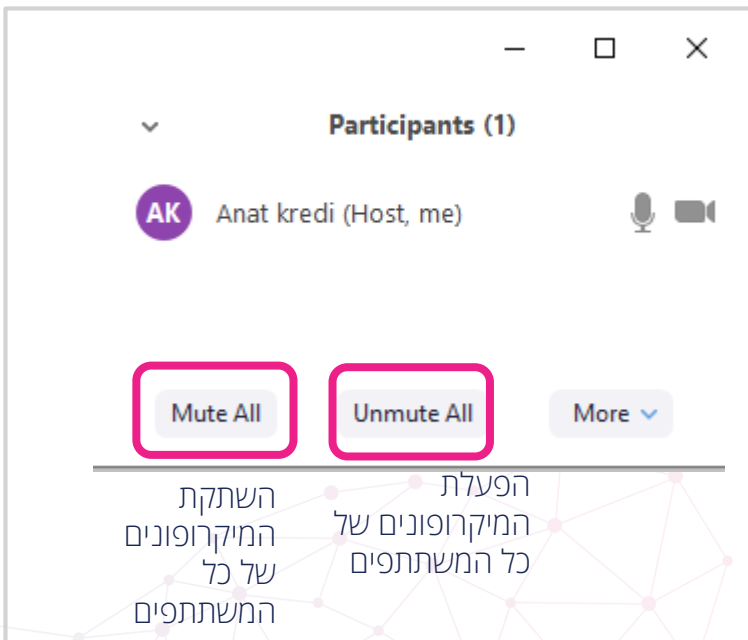 Participants (1)
AK Anat kredi (Host, me)
Mute All Unmute All More
השתקת
המיקרופונים
של כל
המשתתפים
הפעלת
המיקרופונים של
כל המשתתפים